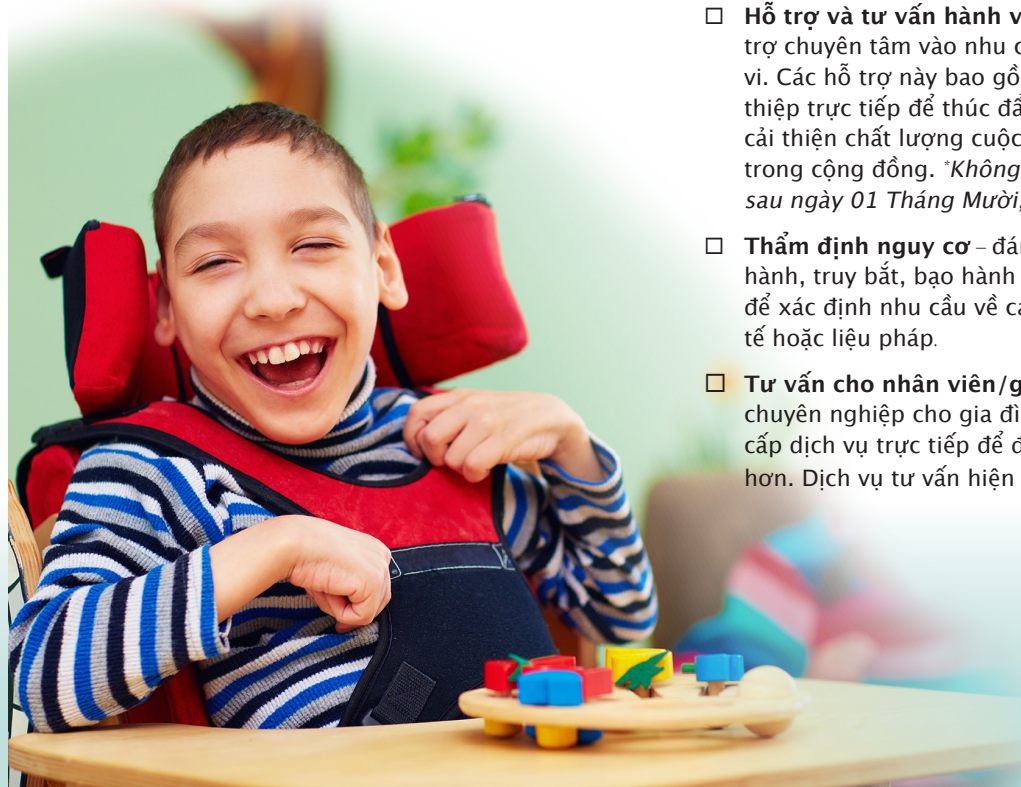 ☐ Hỗ trợ và tư vấn hành v
trợ chuyên tâm vào nhu c
vi. Các hỗ trợ này bao gồ
thiệp trực tiếp để thúc đẩ
cải thiện chất lượng cuộc
trong cộng đồng. *Không
sau ngày 01 Tháng Mười,
☐ Thẩm định nguy cơ – đán
hành, truy bắt, bạo hành
để xác định nhu cầu về cá
tế hoặc liệu pháp.
☐ Tư vấn cho nhân viên/g
chuyên nghiệp cho gia đì
cấp dịch vụ trực tiếp để đ
hơn. Dịch vụ tư vấn hiện